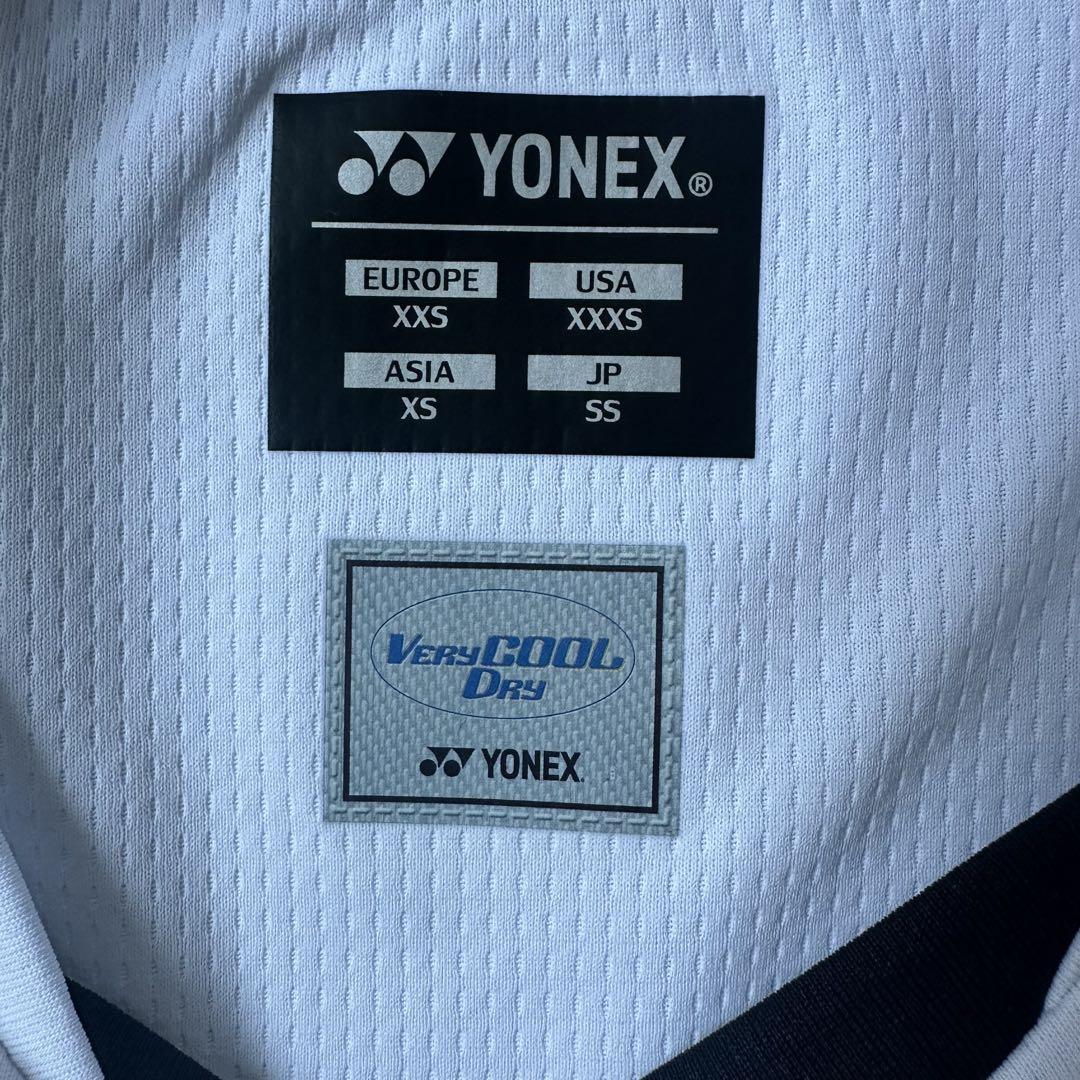 YONEX®
EUROPE USA
XXS XXXS
ASIA JP
XS SS
VERY COOL
DRY
YONEX